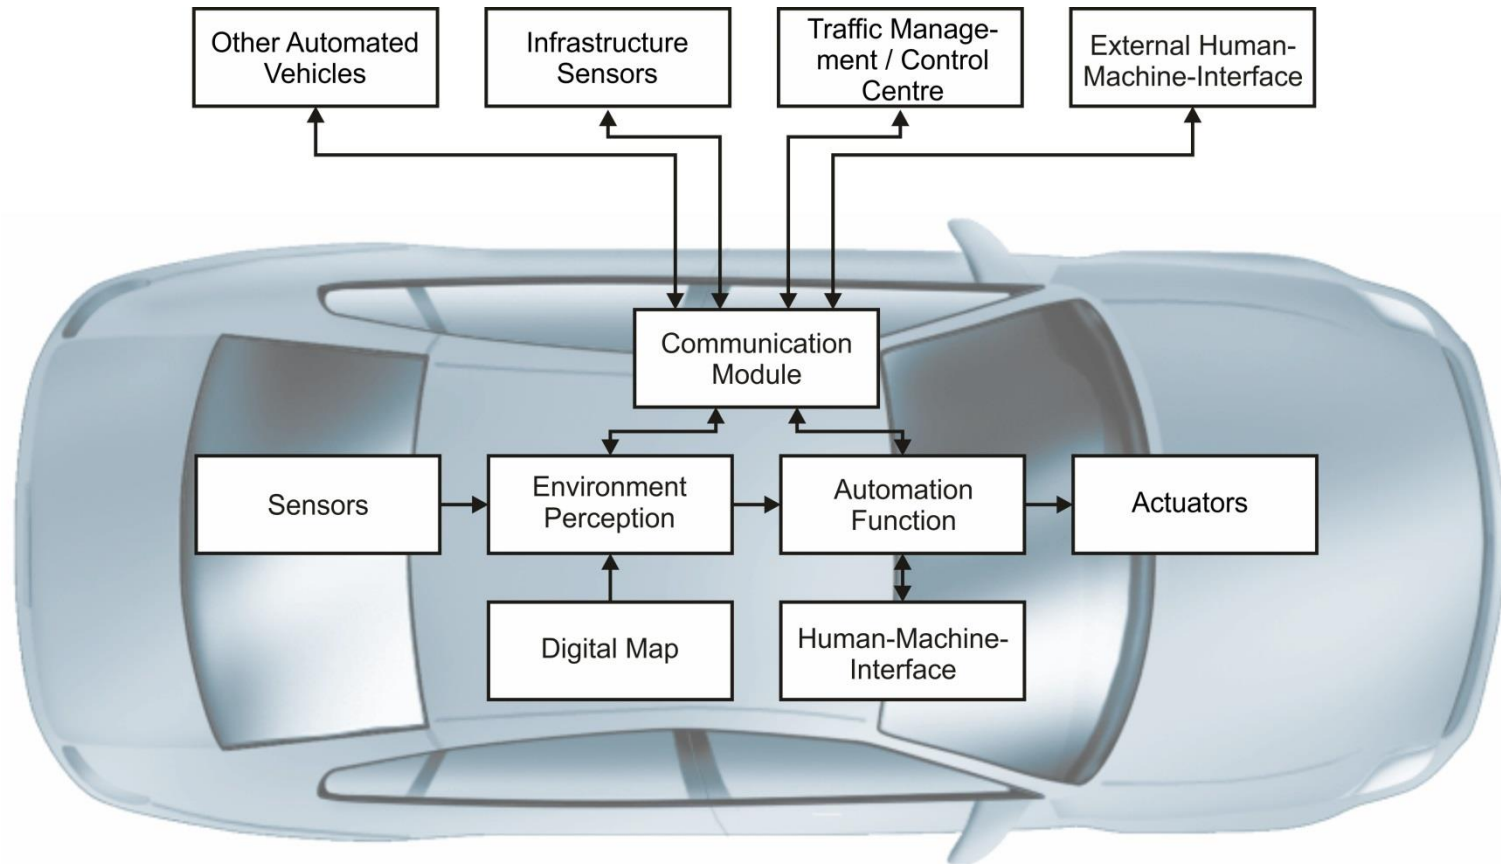 Other Automated
Vehicles
Infrastructure
Sensors
Traffic Manage-
ment / Control
Centre
External Human-
Machine-Interface
Communication
Module
Sensors
Environment
Perception
Automation
Function
Actuators
Digital Map
Human-Machine-
Interface